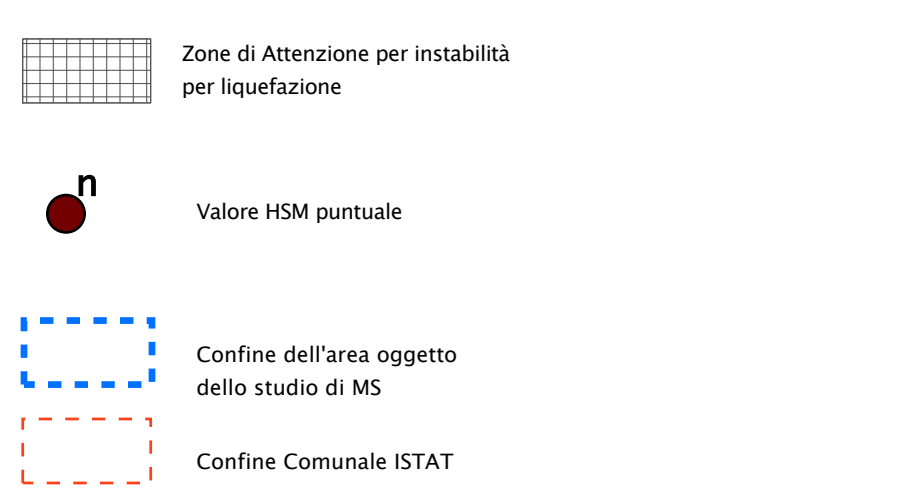 Zone di Attenzione per instabilità
per liquefazione
n
Valore HSM puntuale
Confine dell'area oggetto
dello studio di MS
Confine Comunale ISTAT